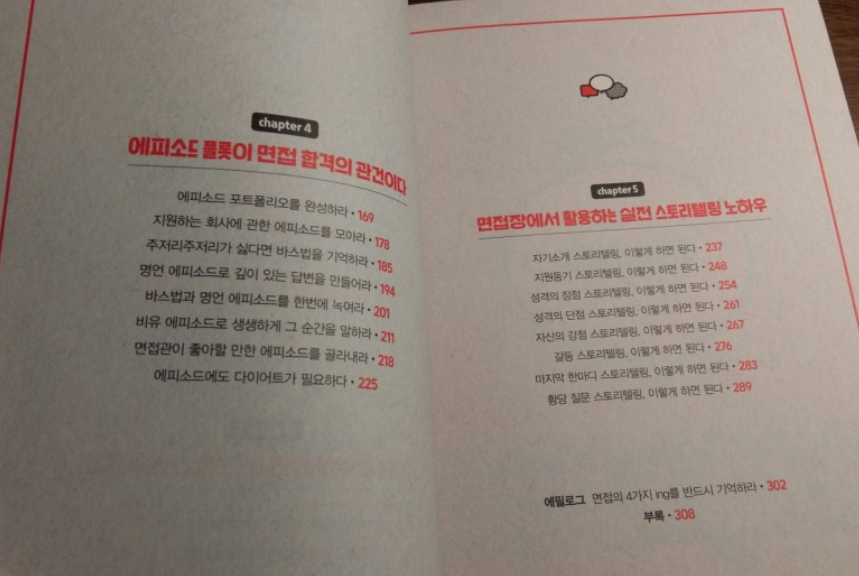 chapter 4
에피소드 플롯이 면접 합격의 관건이다
에피소드 포트폴리오를 완성하라 • 169
지원하는 회사에 관한 에피소드를 모아라 • 178
주저리주저리가 싫다면 바스법을 기억하라 • 185
명언 에피소드로 깊이 있는 답변을 만들어라 • 194
바스법과 명언 에피소드를 한번에 녹여라 • 201
비유 에피소드로 생생하게 그 순간을 말하라 • 211
면접관이 좋아할 만한 에피소드를 골라내라 • 218
에피소드에도 다이어트가 필요하다 • 225
chapter 5
면접장에서 활용하는 실전 스토리텔링 노하우
자기소개 스토리텔링, 이렇게 하면 된다 • 237
지원동기 스토리텔링, 이렇게 하면 된다 • 248
성격의 장점 스토리텔링, 이렇게 하면 된다 • 254
성격의 단점 스토리텔링, 이렇게 하면 된다 • 261
자신의 강점 스토리텔링, 이렇게 하면 된다 • 267
갈등 스토리텔링, 이렇게 하면 된다 • 276
마지막 한마디 스토리텔링, 이렇게 하면 된다 • 283
황당 질문 스토리텔링, 이렇게 하면 된다 • 289
에필로그 면접의 4가지 ing를 반드시 기억하라 • 302
부록 • 308